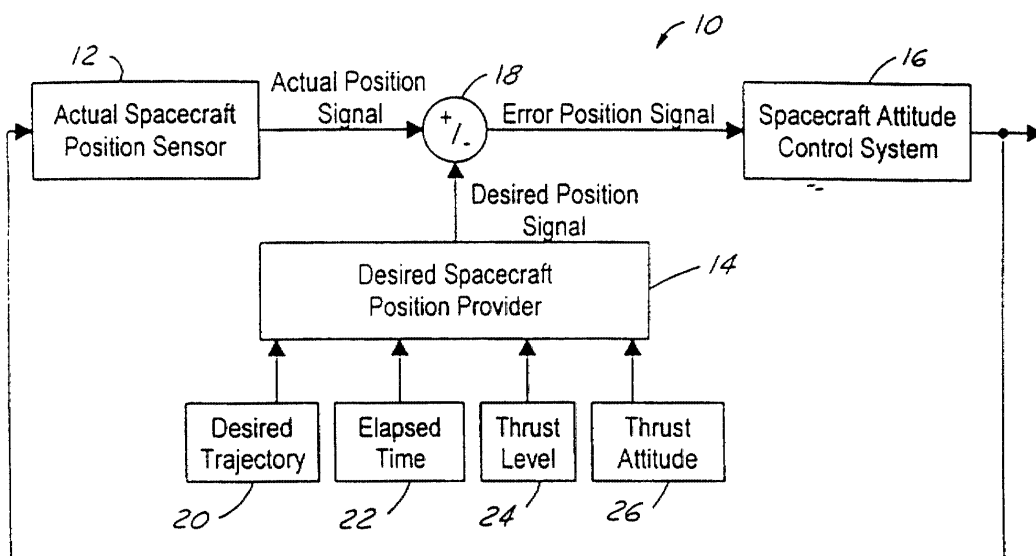 10
12
Actual Spacecraft
Position Sensor
Actual Position
Signal
18
+/-
Error Position Signal
16
Spacecraft Attitude
Control System
Desired Position
Signal
14
Desired Spacecraft
Position Provider
Desired
Trajectory
20
Elapsed
Time
22
Thrust
Level
24
Thrust
Attitude
26